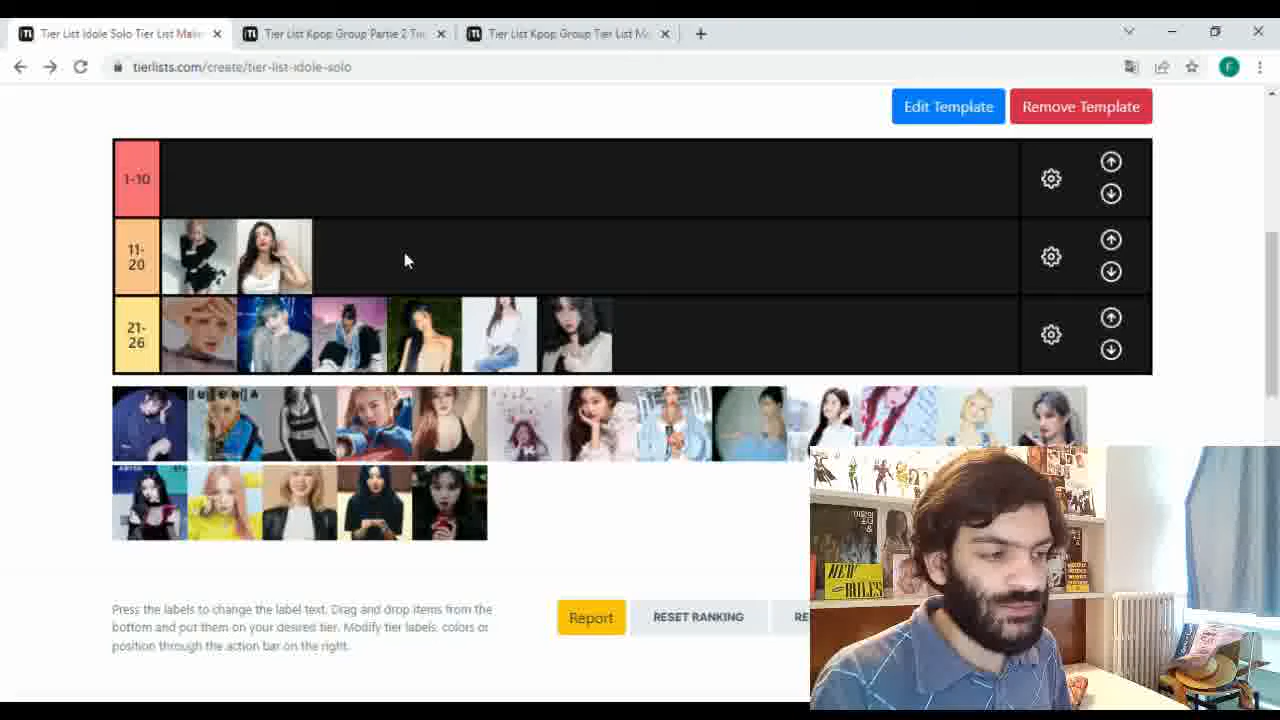 Tier List Idole Solo Tier List Make
Tier List Kpop Group Partie 2 Tie
Tier List Kpop Group Tier List Ma
tierlists.com/create/tier-list-idole-solo
F
Edit Template
Remove Template
1-10
11-
20
21-
26
Press the labels to change the label text. Drag and drop items from the
bottom and put them on your desired tier. Modify tier labels, colors or
position through the action bar on the right.
Report
RESET RANKING
RE
NEW
RULES